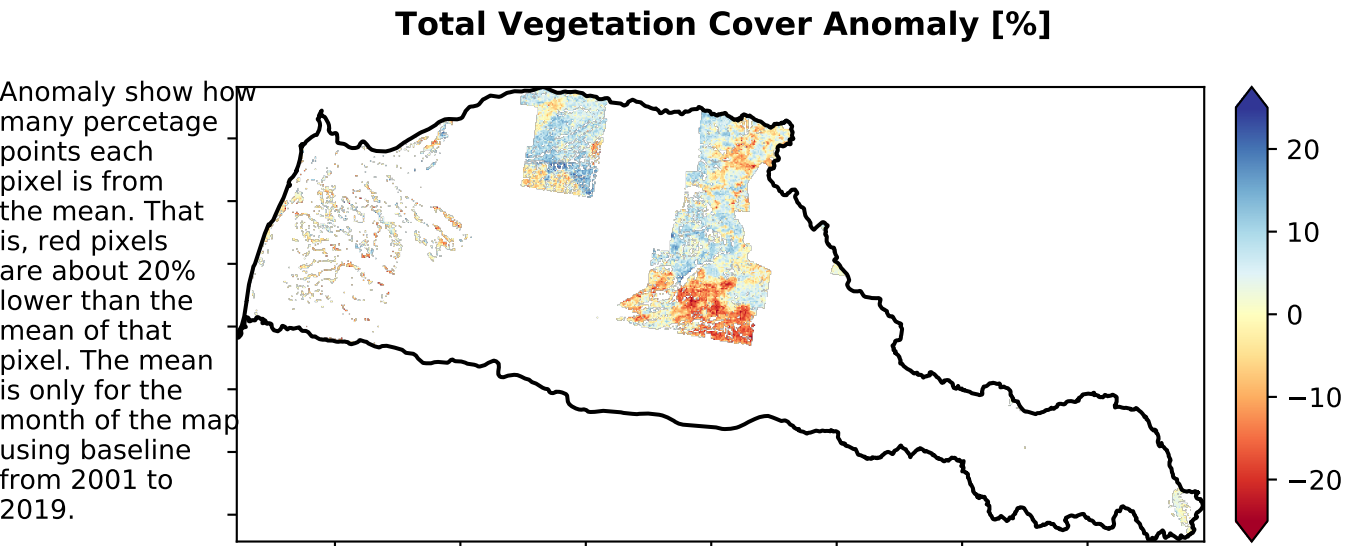 Total Vegetation Cover Anomaly [%]
Anomaly show how
many percetage
points each
pixel is from
the mean. That
is, red pixels
are about 20%
lower than the
mean of that
pixel. The mean
is only for the
month of the map
using baseline
from 2001 to
2019.
20
10
0
−10
−20